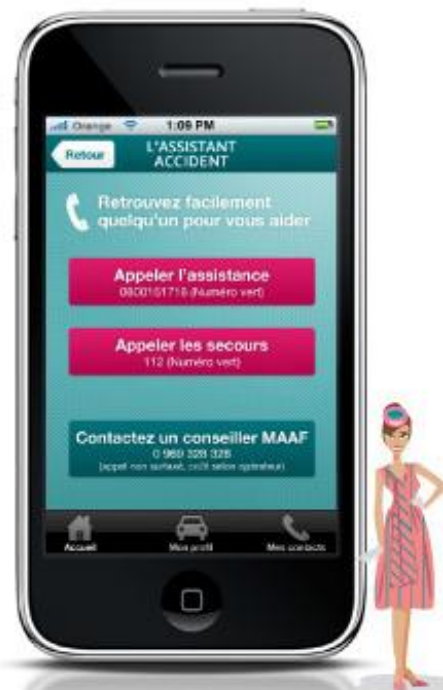 Orange 1:09 PM
Retour
L'ASSISTANT
ACCIDENT
Retrouvez facilement
quelqu'un pour vous aider
Appeler l'assistance
0800151718 (Numéro vert)
Appeler les secours
112 (Numéro vert)
Contactez un conseiller MAAF
0 969 328 328
(appel non surtaxé, coût selon opérateur)
Accueil
Mon profil
Mes contacts